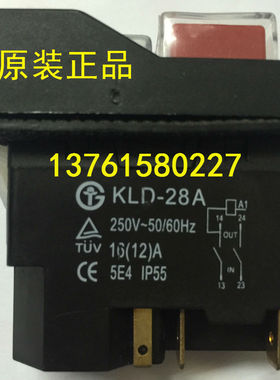 原装正品
13761580227
KLD-28A
250V~50/60Hz
TÜV
16(12)A
CE 5E4 IP55
A1
14 24
OUT
IN
13 23